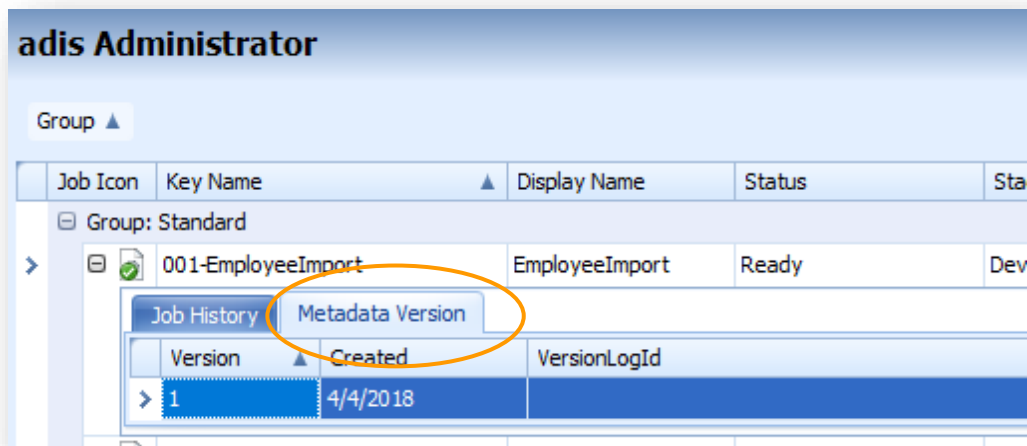 adis Administrator
Group
Job Icon Key Name Display Name Status Sta
Group: Standard
001-EmployeeImport EmployeeImport Ready Dev
Job History Metadata Version
Version Created VersionLogId
1 4/4/2018